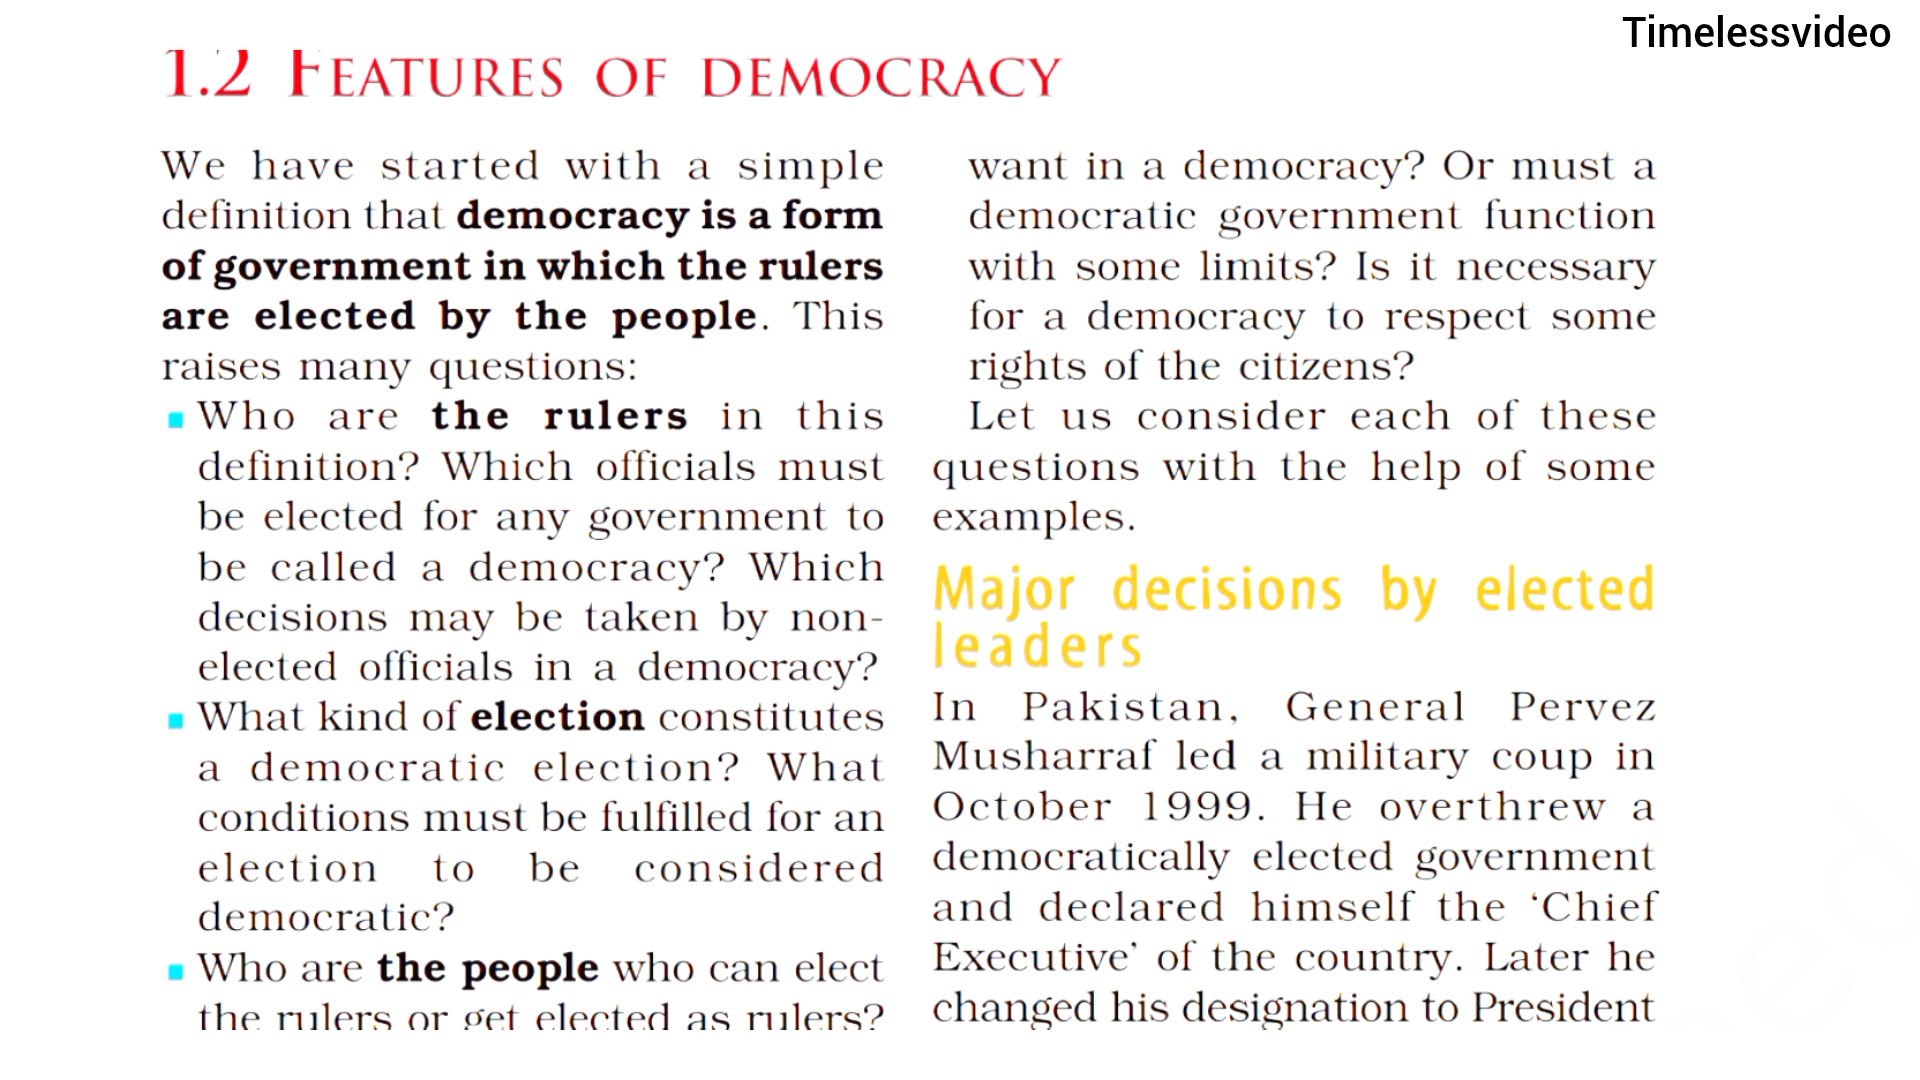 Timelessvideo
1.2 FEATURES OF DEMOCRACY
We have started with a simple
definition that democracy is a form
of government in which the rulers
are elected by the people. This
raises many questions:
Who are the rulers in this
definition? Which officials must
be elected for any government to
be called a democracy? Which
decisions may be taken by non-
elected officials in a democracy?
What kind of election constitutes
a democratic election? What
conditions must be fulfilled for an
election to be considered
democratic?
Who are the people who can elect
the rulers or get elected as rulers?
want in a democracy? Or must a
democratic government function
with some limits? Is it necessary
for a democracy to respect some
rights of the citizens?
Let us consider each of these
questions with the help of some
examples.
Major decisions by elected
leaders
In Pakistan, General Pervez
Musharraf led a military coup in
October 1999. He overthrew a
democratically elected government
and declared himself the ‘Chief
Executive’ of the country. Later he
changed his designation to President